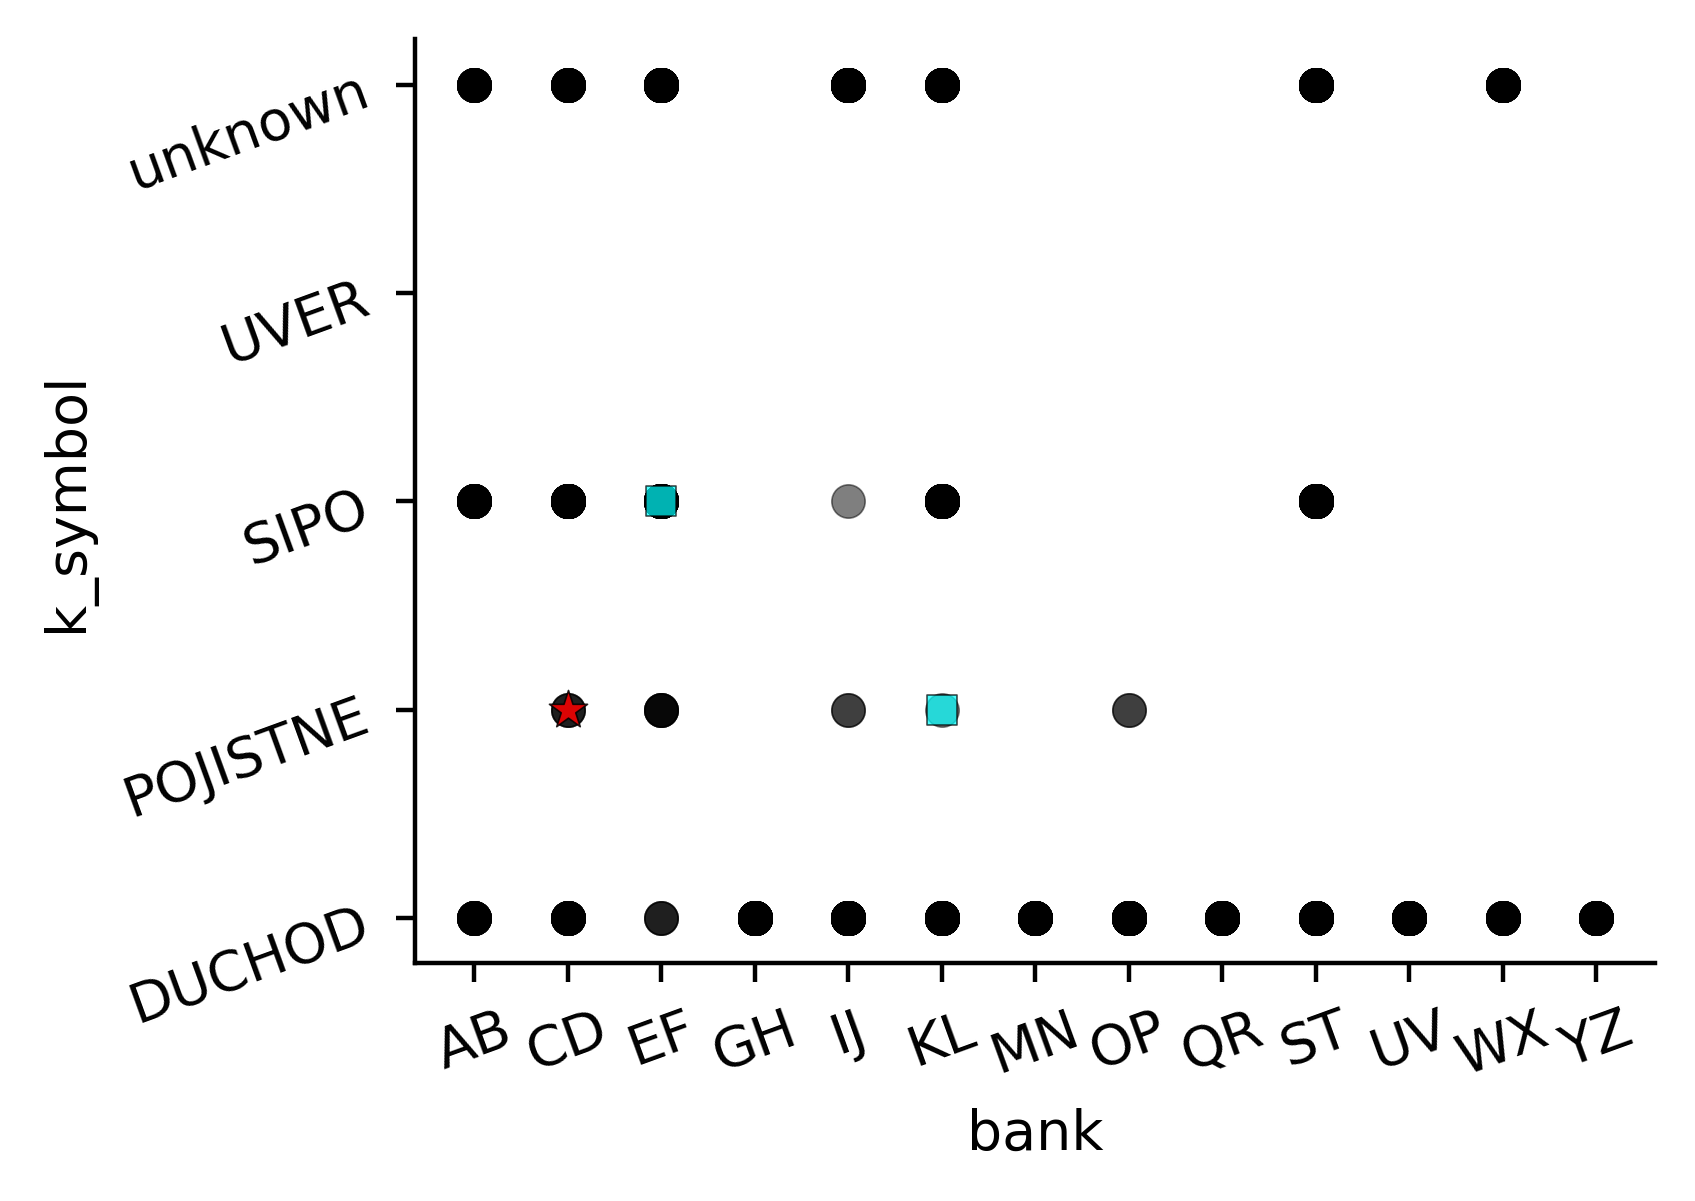 unknown
UVER
SIPO
POJISTNE
DUCHOD
k_symbol
AB CD EF GH IJ KL MN OP QR ST UV WX YZ
bank